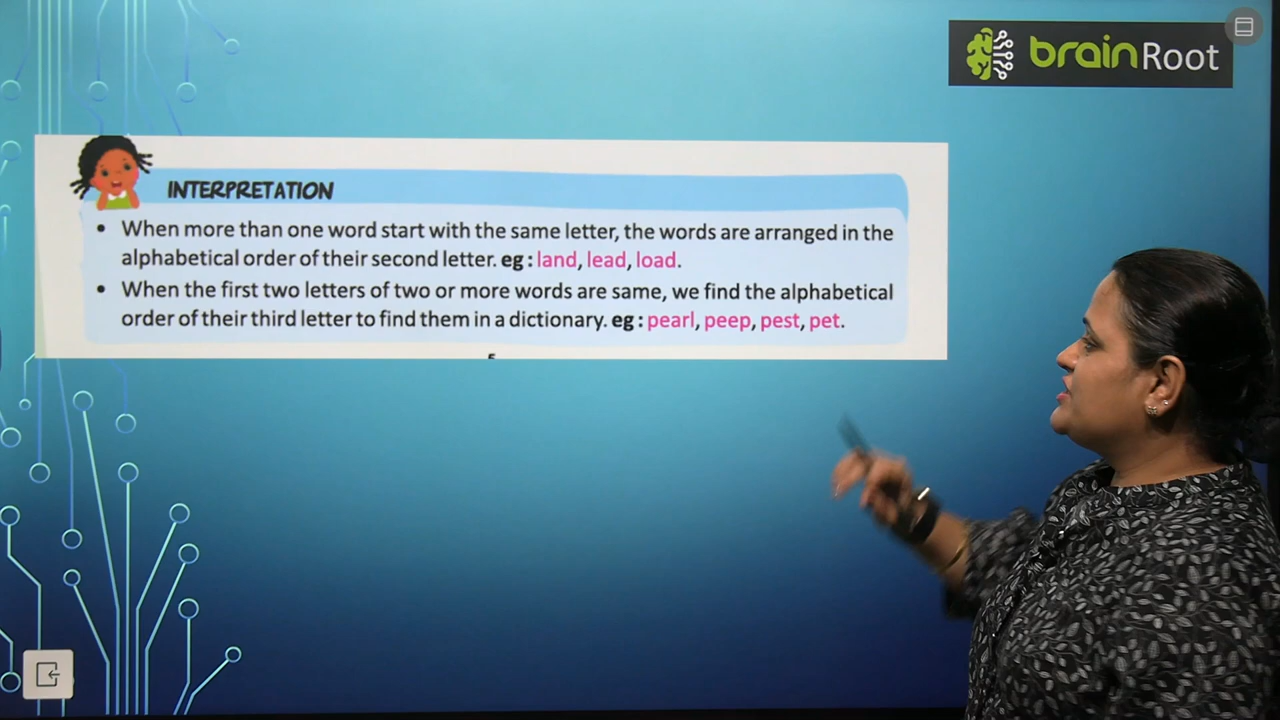 brainRoot
INTERPRETATION
• When more than one word start with the same letter, the words are arranged in the
alphabetical order of their second letter. eg : land, lead, load.
• When the first two letters of two or more words are same, we find the alphabetical
order of their third letter to find them in a dictionary. eg : pearl, peep, pest, pet.